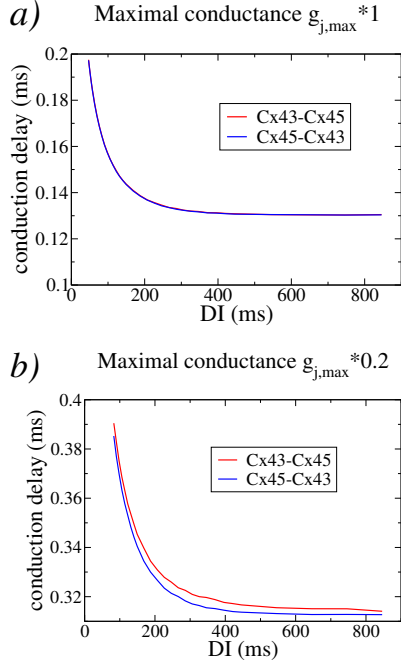 a)
Maximal conductance g_{j,max}*1
conduction delay (ms)
0.2
0.18
0.16
0.14
0.12
0.1
Cx43-Cx45
Cx45-Cx43
0 200 400 600 800
DI (ms)
b)
Maximal conductance g_{j,max}*0.2
conduction delay (ms)
0.4
0.38
0.36
0.34
0.32
Cx43-Cx45
Cx45-Cx43
0 200 400 600 800
DI (ms)